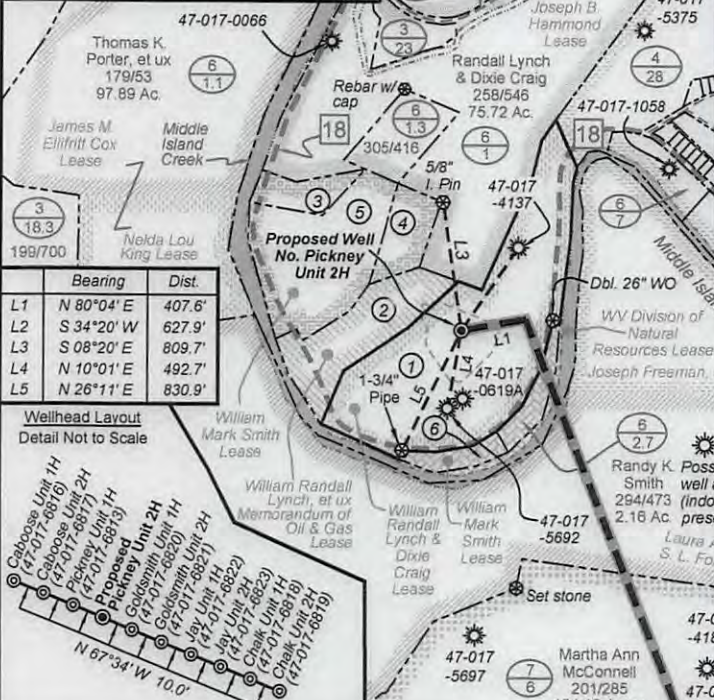 47-017-0066
Joseph B.
Hammond
Lease
-5375
3
23
4
28
Thomas K.
Porter, et ux
179/53
97.89 Ac.
6
1.1
Randall Lynch
& Dixie Craig
258/546
75.72 Ac.
6
1
Rebar w/
cap
6
1.3
305/416
47-017-1058
18
18
James M.
Ellifritt Cox
Lease
Middle
Island
Creek
5/8"
I. Pin
47-017
-4137
3
18.3
199/700
Nelda Lou
King Lease
3
5
4
Proposed Well
No. Pickney
Unit 2H
L3
6
7
Dbl. 26" WO
WV Division of
Natural
Resources Lease
Joseph Freeman,
Bearing Dist.
L1 N 80°04' E 407.6'
L2 S 34°20' W 627.9'
L3 S 08°20' E 809.7'
L4 N 10°01' E 492.7'
L5 N 26°11' E 830.9'
2
1
L1
L4
L5
47-017
-0619A
1-3/4"
Pipe
6
6
2.7
Randy K.
Smith
294/473
2.16 Ac.
Wellhead Layout
Detail Not to Scale
William
Mark Smith
Lease
William Randall
Lynch, et ux
Memorandum of
Oil & Gas
Lease
William
Randall
Lynch &
Dixie
Craig
Lease
William
Mark
Smith
Lease
47-017
-5692
Caboose Unit 1H
(47-017-6816)
Caboose Unit 2H
(47-017-6817)
Pickney Unit 1H
(47-017-6813)
Proposed
Pickney Unit 2H
Goldsmith Unit 1H
(47-017-6820)
Goldsmith Unit 2H
(47-017-6821)
Jay Unit 1H
(47-017-6822)
Jay Unit 2H
(47-017-6823)
Chalk Unit 1H
(47-017-6818)
Chalk Unit 2H
(47-017-6819)
N 67°34' W 10.0'
Set stone
47-017
-5697
7
6
Martha Ann
McConnell
201/285